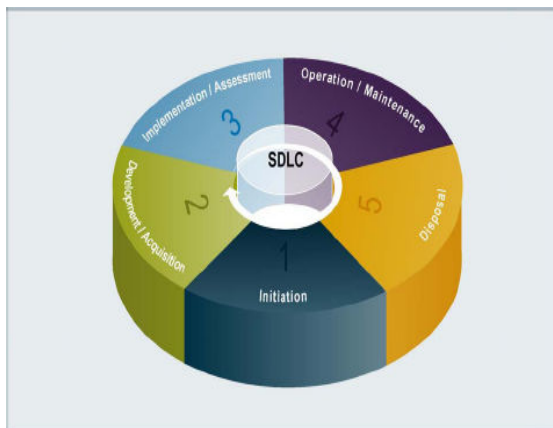 SDLC
1
Initiation
2
Development / Acquisition
3
Implementation / Assessment
4
Operation / Maintenance
5
Disposal